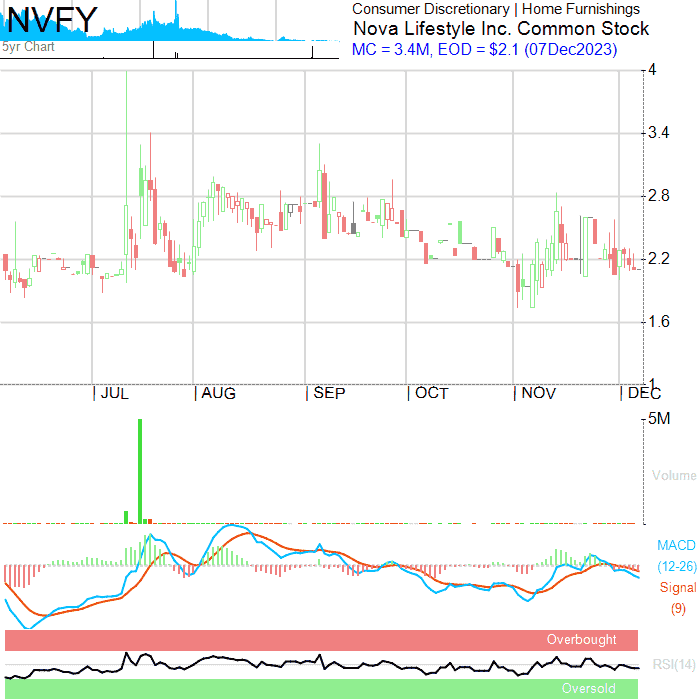 NVFY
5yr Chart
Consumer Discretionary | Home Furnishings
Nova Lifestyle Inc. Common Stock
MC = 3.4M, EOD = $2.1 (07Dec2023)
4
3.4
2.8
2.2
1.6
1
JUL AUG SEP OCT NOV DEC
5M
Volume
MACD
(12-26)
Signal
(9)
Overbought
RSI(14)
Oversold